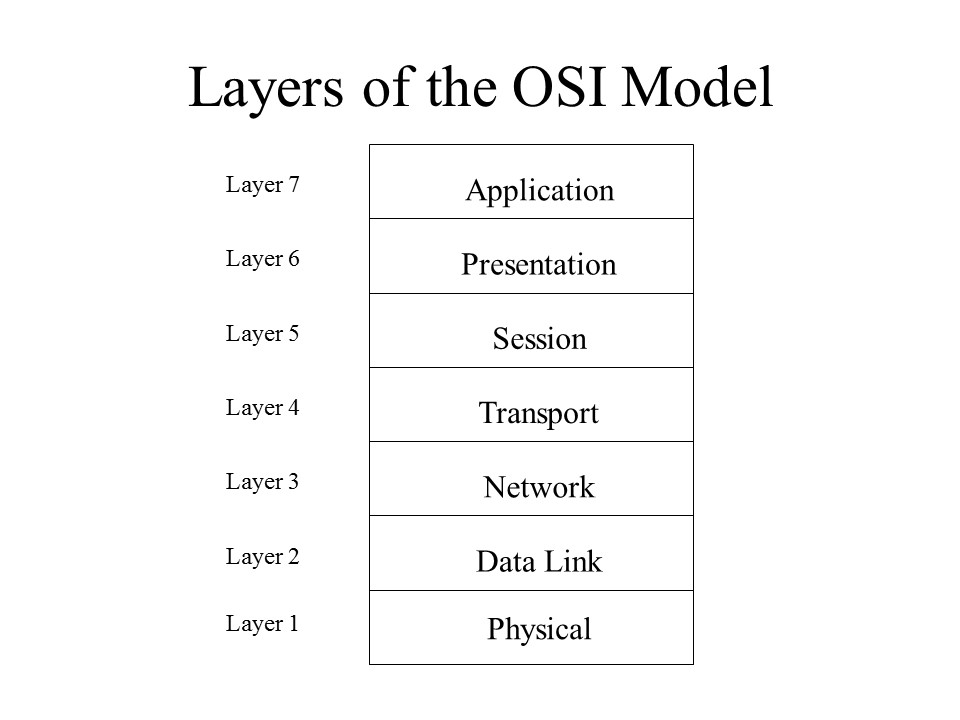 Layers of the OSI Model
Layer 7 Application
Layer 6 Presentation
Layer 5 Session
Layer 4 Transport
Layer 3 Network
Layer 2 Data Link
Layer 1 Physical